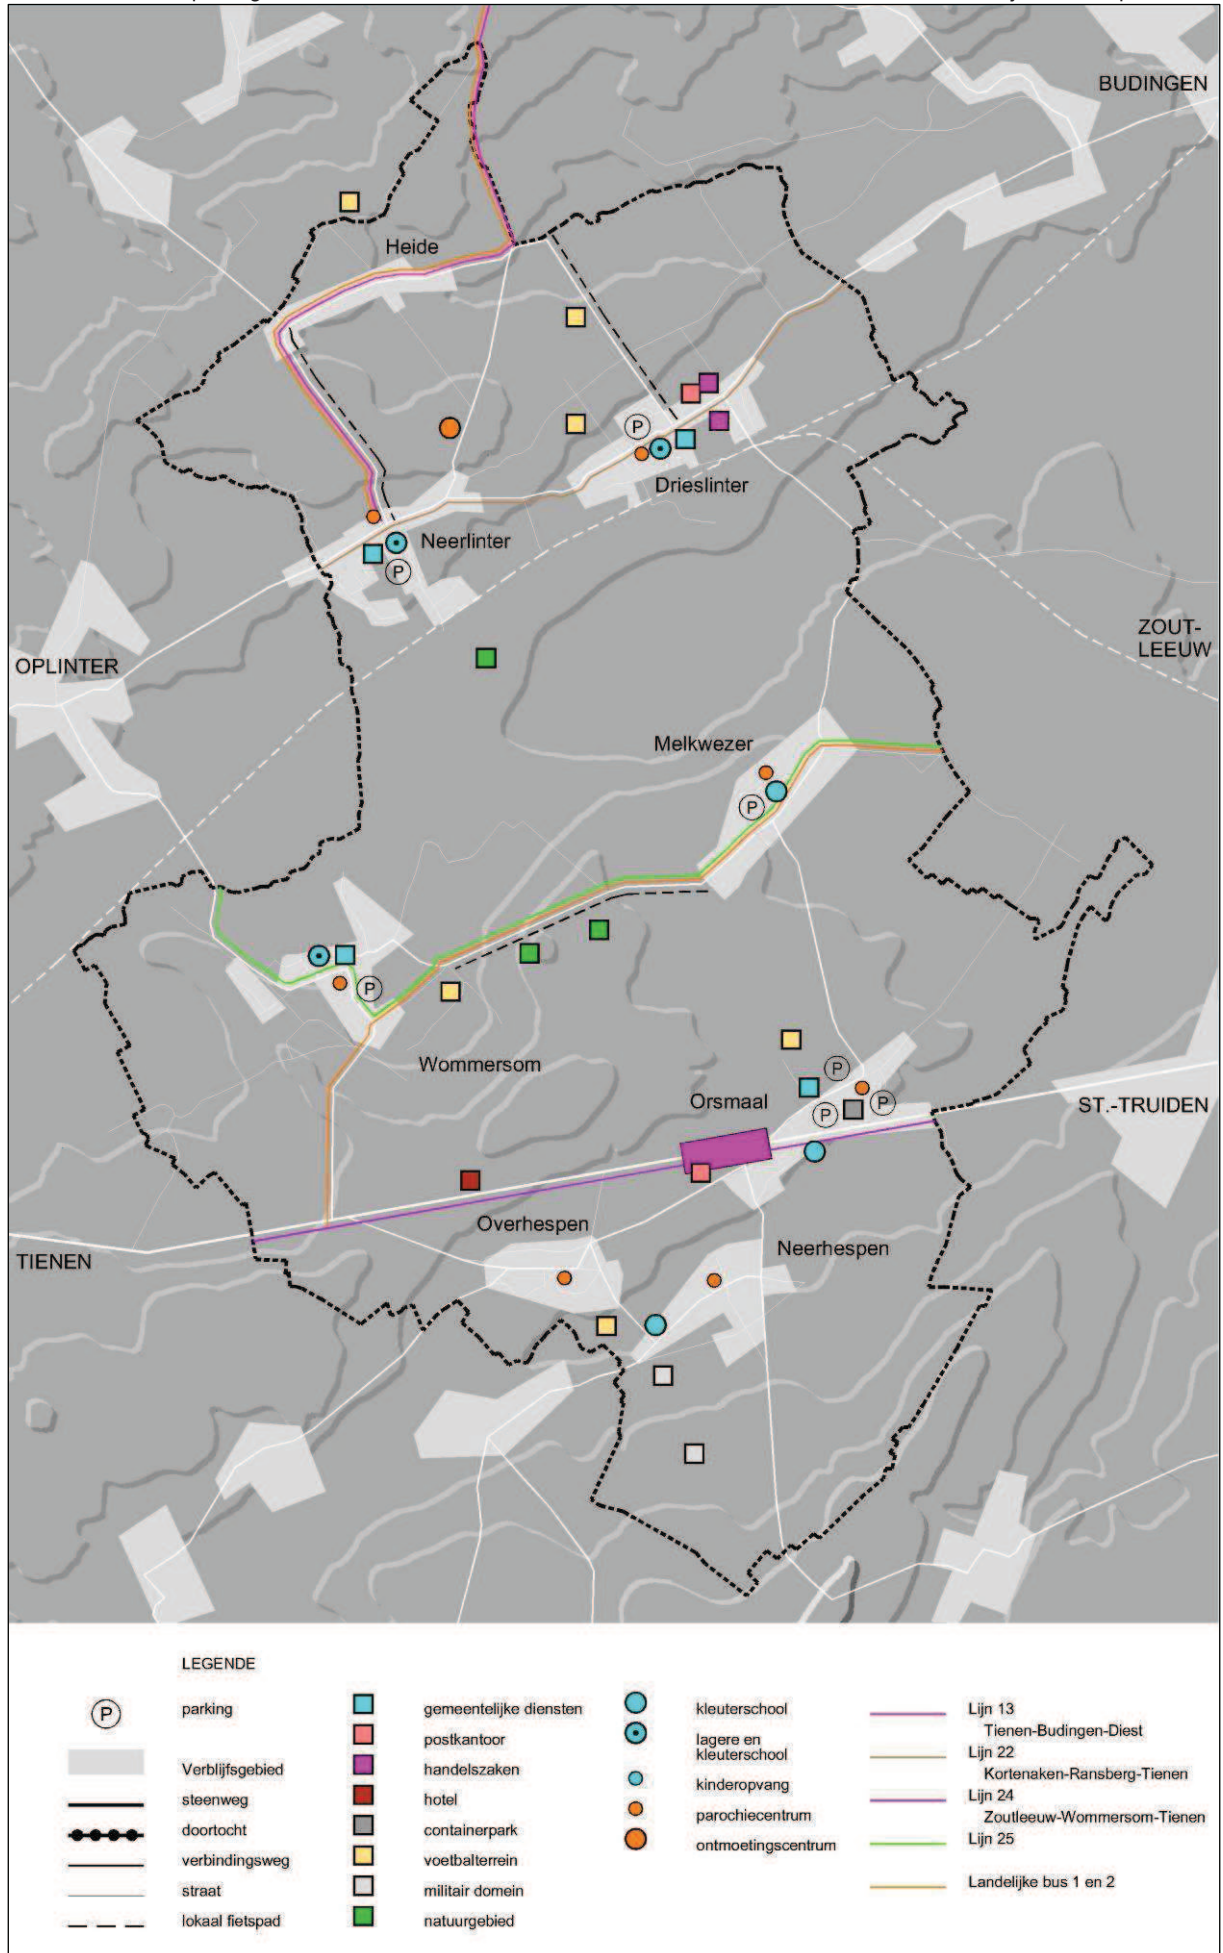 BUDINGEN
Heide
P
Drieslinter
Neerlinter
P
ZOUT-
LEEUW
OPLINTER
Melkwezer
P
P
Wommersom
P
Orsmaal
P
P
ST.-TRUIDEN
Overhespen
Neerhespen
TIENEN
LEGENDE
P
parking
Verblijfsgebied
steenweg
doortocht
verbindingsweg
straat
lokaal fietspad
gemeentelijke diensten
postkantoor
handelszaken
hotel
containerpark
voetbalterrein
militair domein
natuurgebied
kleuterschool
lagere en
kleuterschool
kinderopvang
parochiecentrum
ontmoetingscentrum
Lijn 13
Tienen-Budingen-Diest
Lijn 22
Kortenaken-Ransberg-Tienen
Lijn 24
Zoutleeuw-Wommersom-Tienen
Lijn 25
Landelijke bus 1 en 2